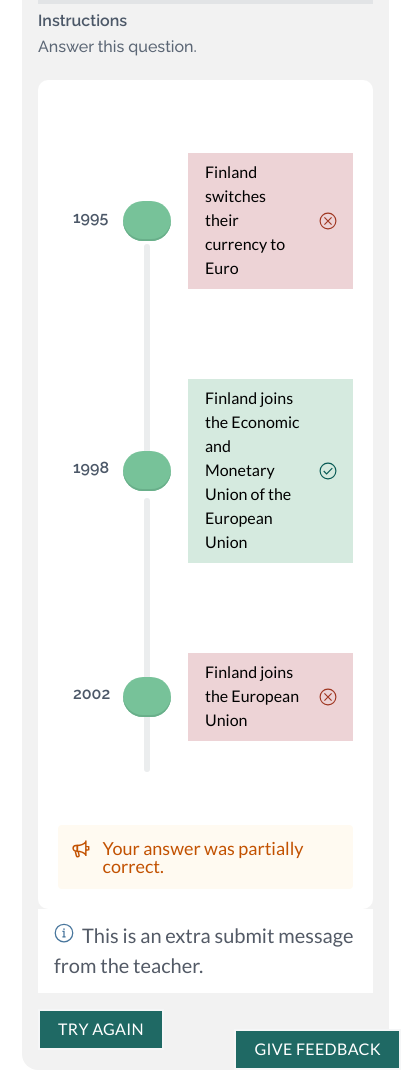 Instructions
Answer this question.
1995
Finland
switches
their
currency to
Euro
1998
Finland joins
the Economic
and
Monetary
Union of the
European
Union
2002
Finland joins
the European
Union
Your answer was partially
correct.
This is an extra submit message
from the teacher.
TRY AGAIN
GIVE FEEDBACK